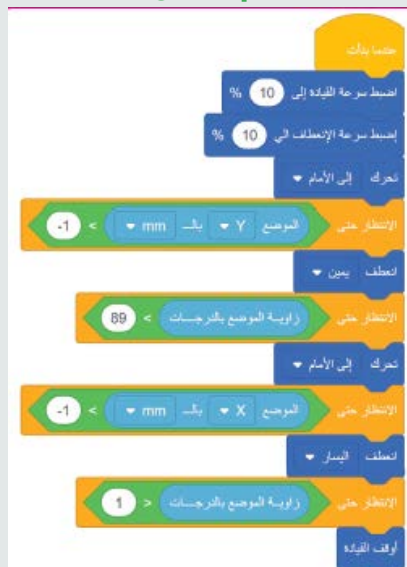 عندما بدأت
اضبط سرعة القيادة إلى 10 %
إضبط سرعة الإنعطاف الي 10 %
تحرك إلى الأمام
الانتظار حتى الموضع Y بالـ mm > -1
انعطف يمين
الانتظار حتى زاوية الموضع بالدرجات > 89
تحرك إلى الأمام
الانتظار حتى الموضع X بالـ mm > -1
انعطف اليسار
الانتظار حتى زاوية الموضع بالدرجات < 1
أوقف القيادة